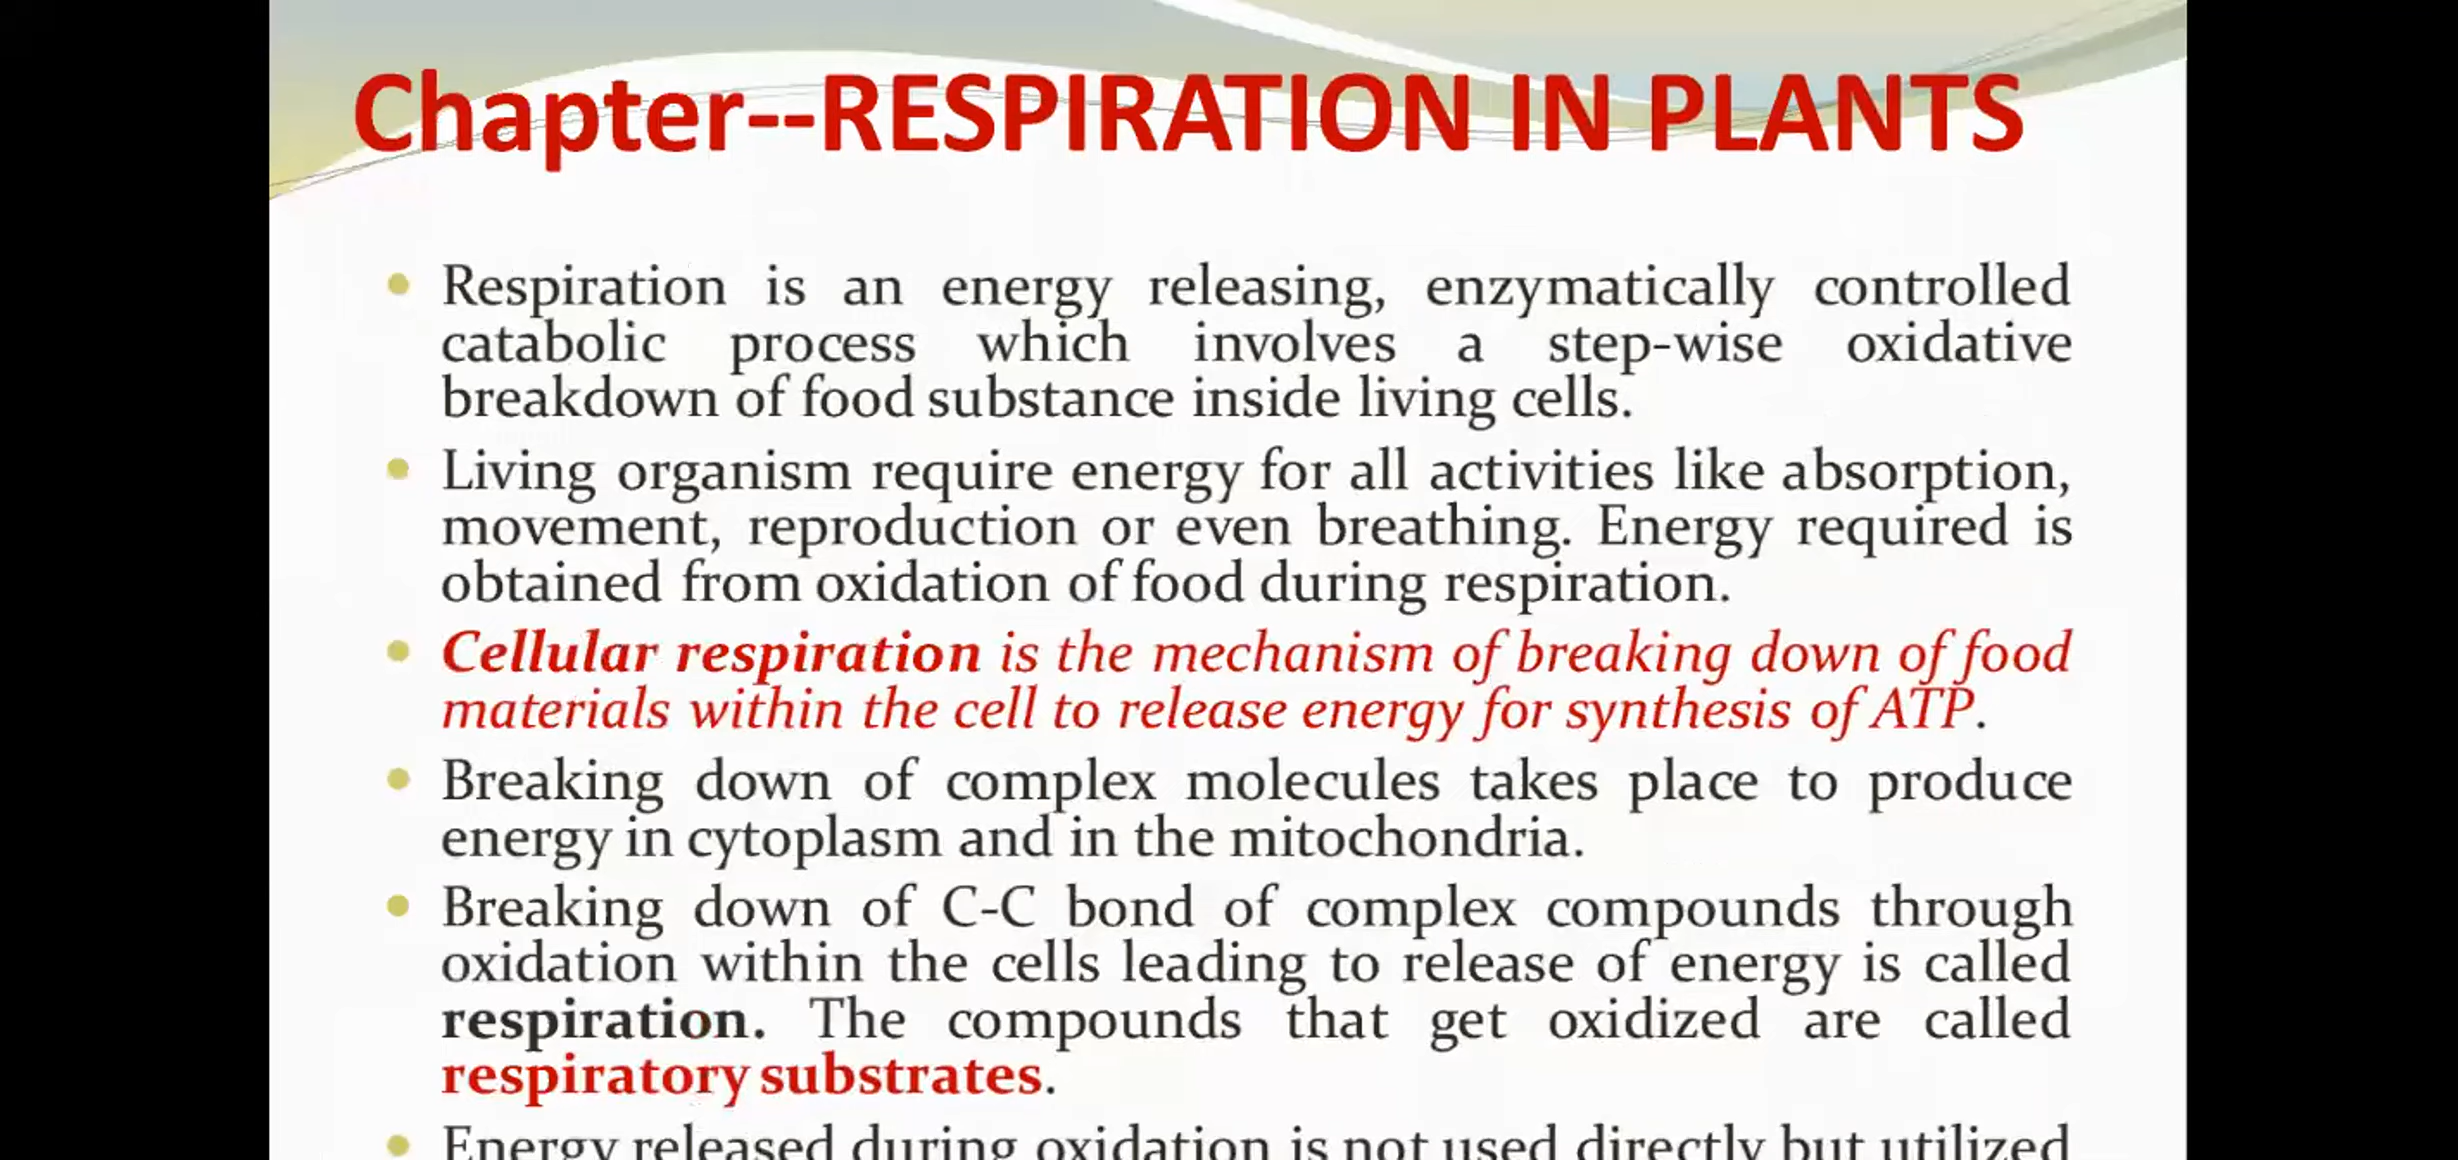 Chapter--RESPIRATION IN PLANTS
• Respiration is an energy releasing, enzymatically controlled
catabolic process which involves a step-wise oxidative
breakdown of food substance inside living cells.
• Living organism require energy for all activities like absorption,
movement, reproduction or even breathing. Energy required is
obtained from oxidation of food during respiration.
• Cellular respiration is the mechanism of breaking down of food
materials within the cell to release energy for synthesis of ATP.
• Breaking down of complex molecules takes place to produce
energy in cytoplasm and in the mitochondria.
• Breaking down of C-C bond of complex compounds through
oxidation within the cells leading to release of energy is called
respiration. The compounds that get oxidized are called
respiratory substrates.
• Energy released during oxidation is not used directly but utilized